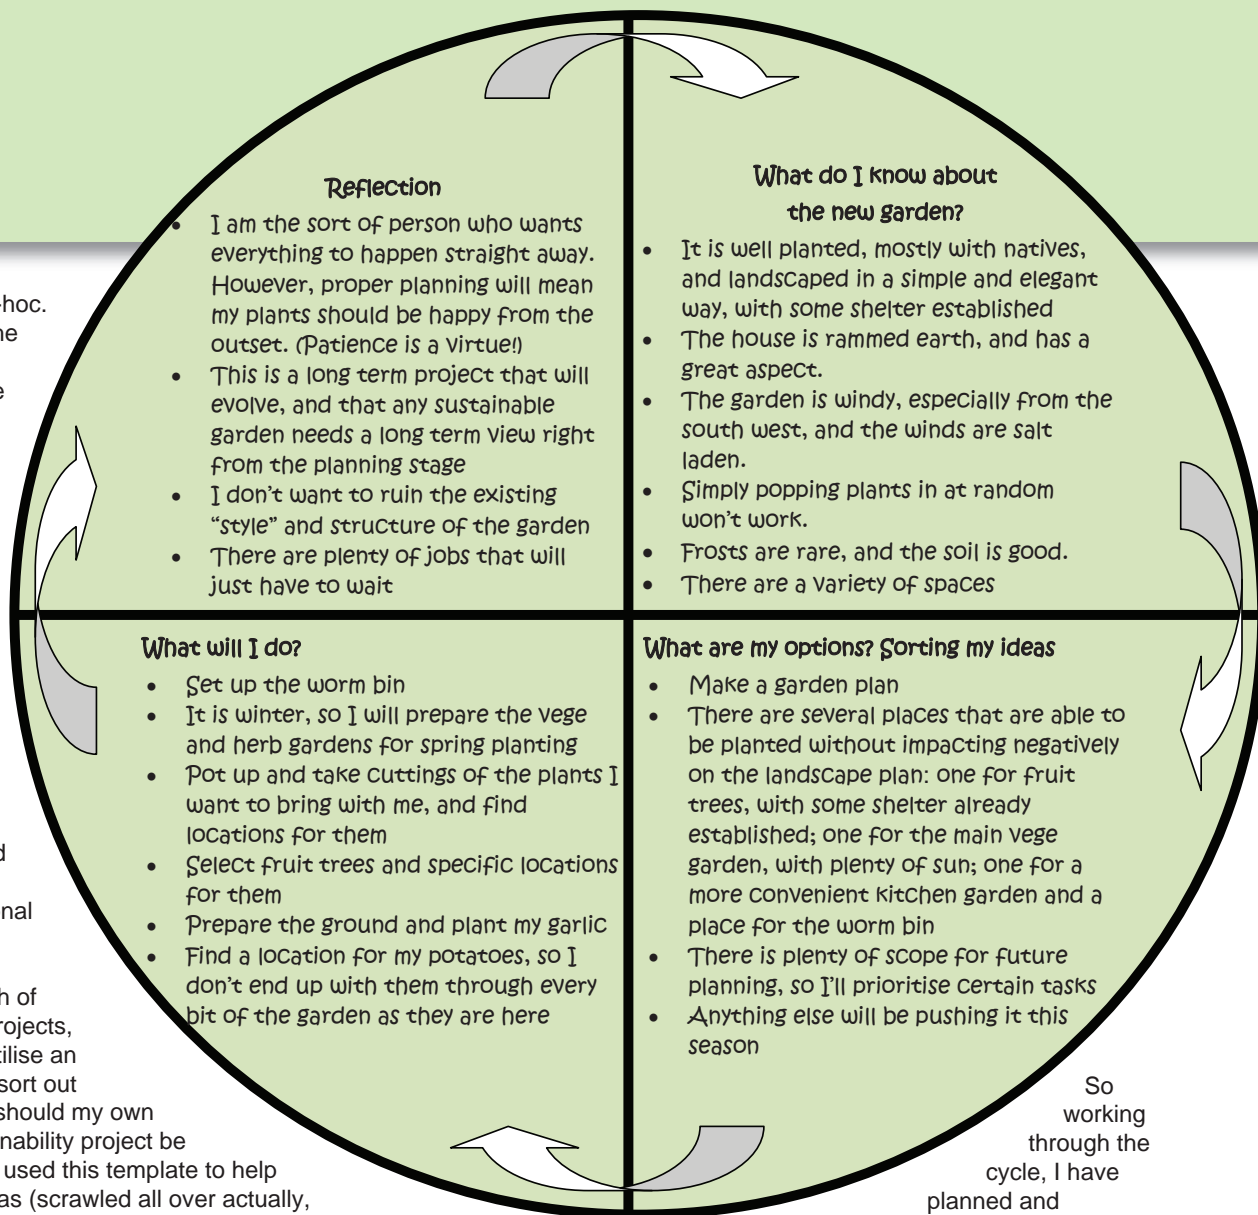 Reflection
• I am the sort of person who wants
everything to happen straight away.
However, proper planning will mean
my plants should be happy from the
outset. (Patience is a virtue!)
• This is a long term project that will
evolve, and that any sustainable
garden needs a long term view right
from the planning stage
• I don't want to ruin the existing
"style" and structure of the garden
• There are plenty of jobs that will
just have to wait
What do I know about
the new garden?
• It is well planted, mostly with natives,
and landscaped in a simple and elegant
way, with some shelter established
• The house is rammed earth, and has a
great aspect.
• The garden is windy, especially from the
south west, and the winds are salt
laden.
• Simply popping plants in at random
won't work.
• Frosts are rare, and the soil is good.
• There are a variety of spaces
What will I do?
• Set up the worm bin
• It is winter, so I will prepare the vege
and herb gardens for spring planting
• Pot up and take cuttings of the plants I
want to bring with me, and find
locations for them
• Select fruit trees and specific locations
for them
• Prepare the ground and plant my garlic
• Find a location for my potatoes, so I
don't end up with them through every
bit of the garden as they are here
What are my options? Sorting my ideas
• Make a garden plan
• There are several places that are able to
be planted without impacting negatively
on the landscape plan: one for fruit
trees, with some shelter already
established; one for the main vege
garden, with plenty of sun; one for a
more convenient kitchen garden and a
place for the worm bin
• There is plenty of scope for future
planning, so I'll prioritise certain tasks
• Anything else will be pushing it this
season
-hoc.
sort out
should my own
used this template to help
(scrawled all over actually,
So
working
through the
cycle, I have
planned and